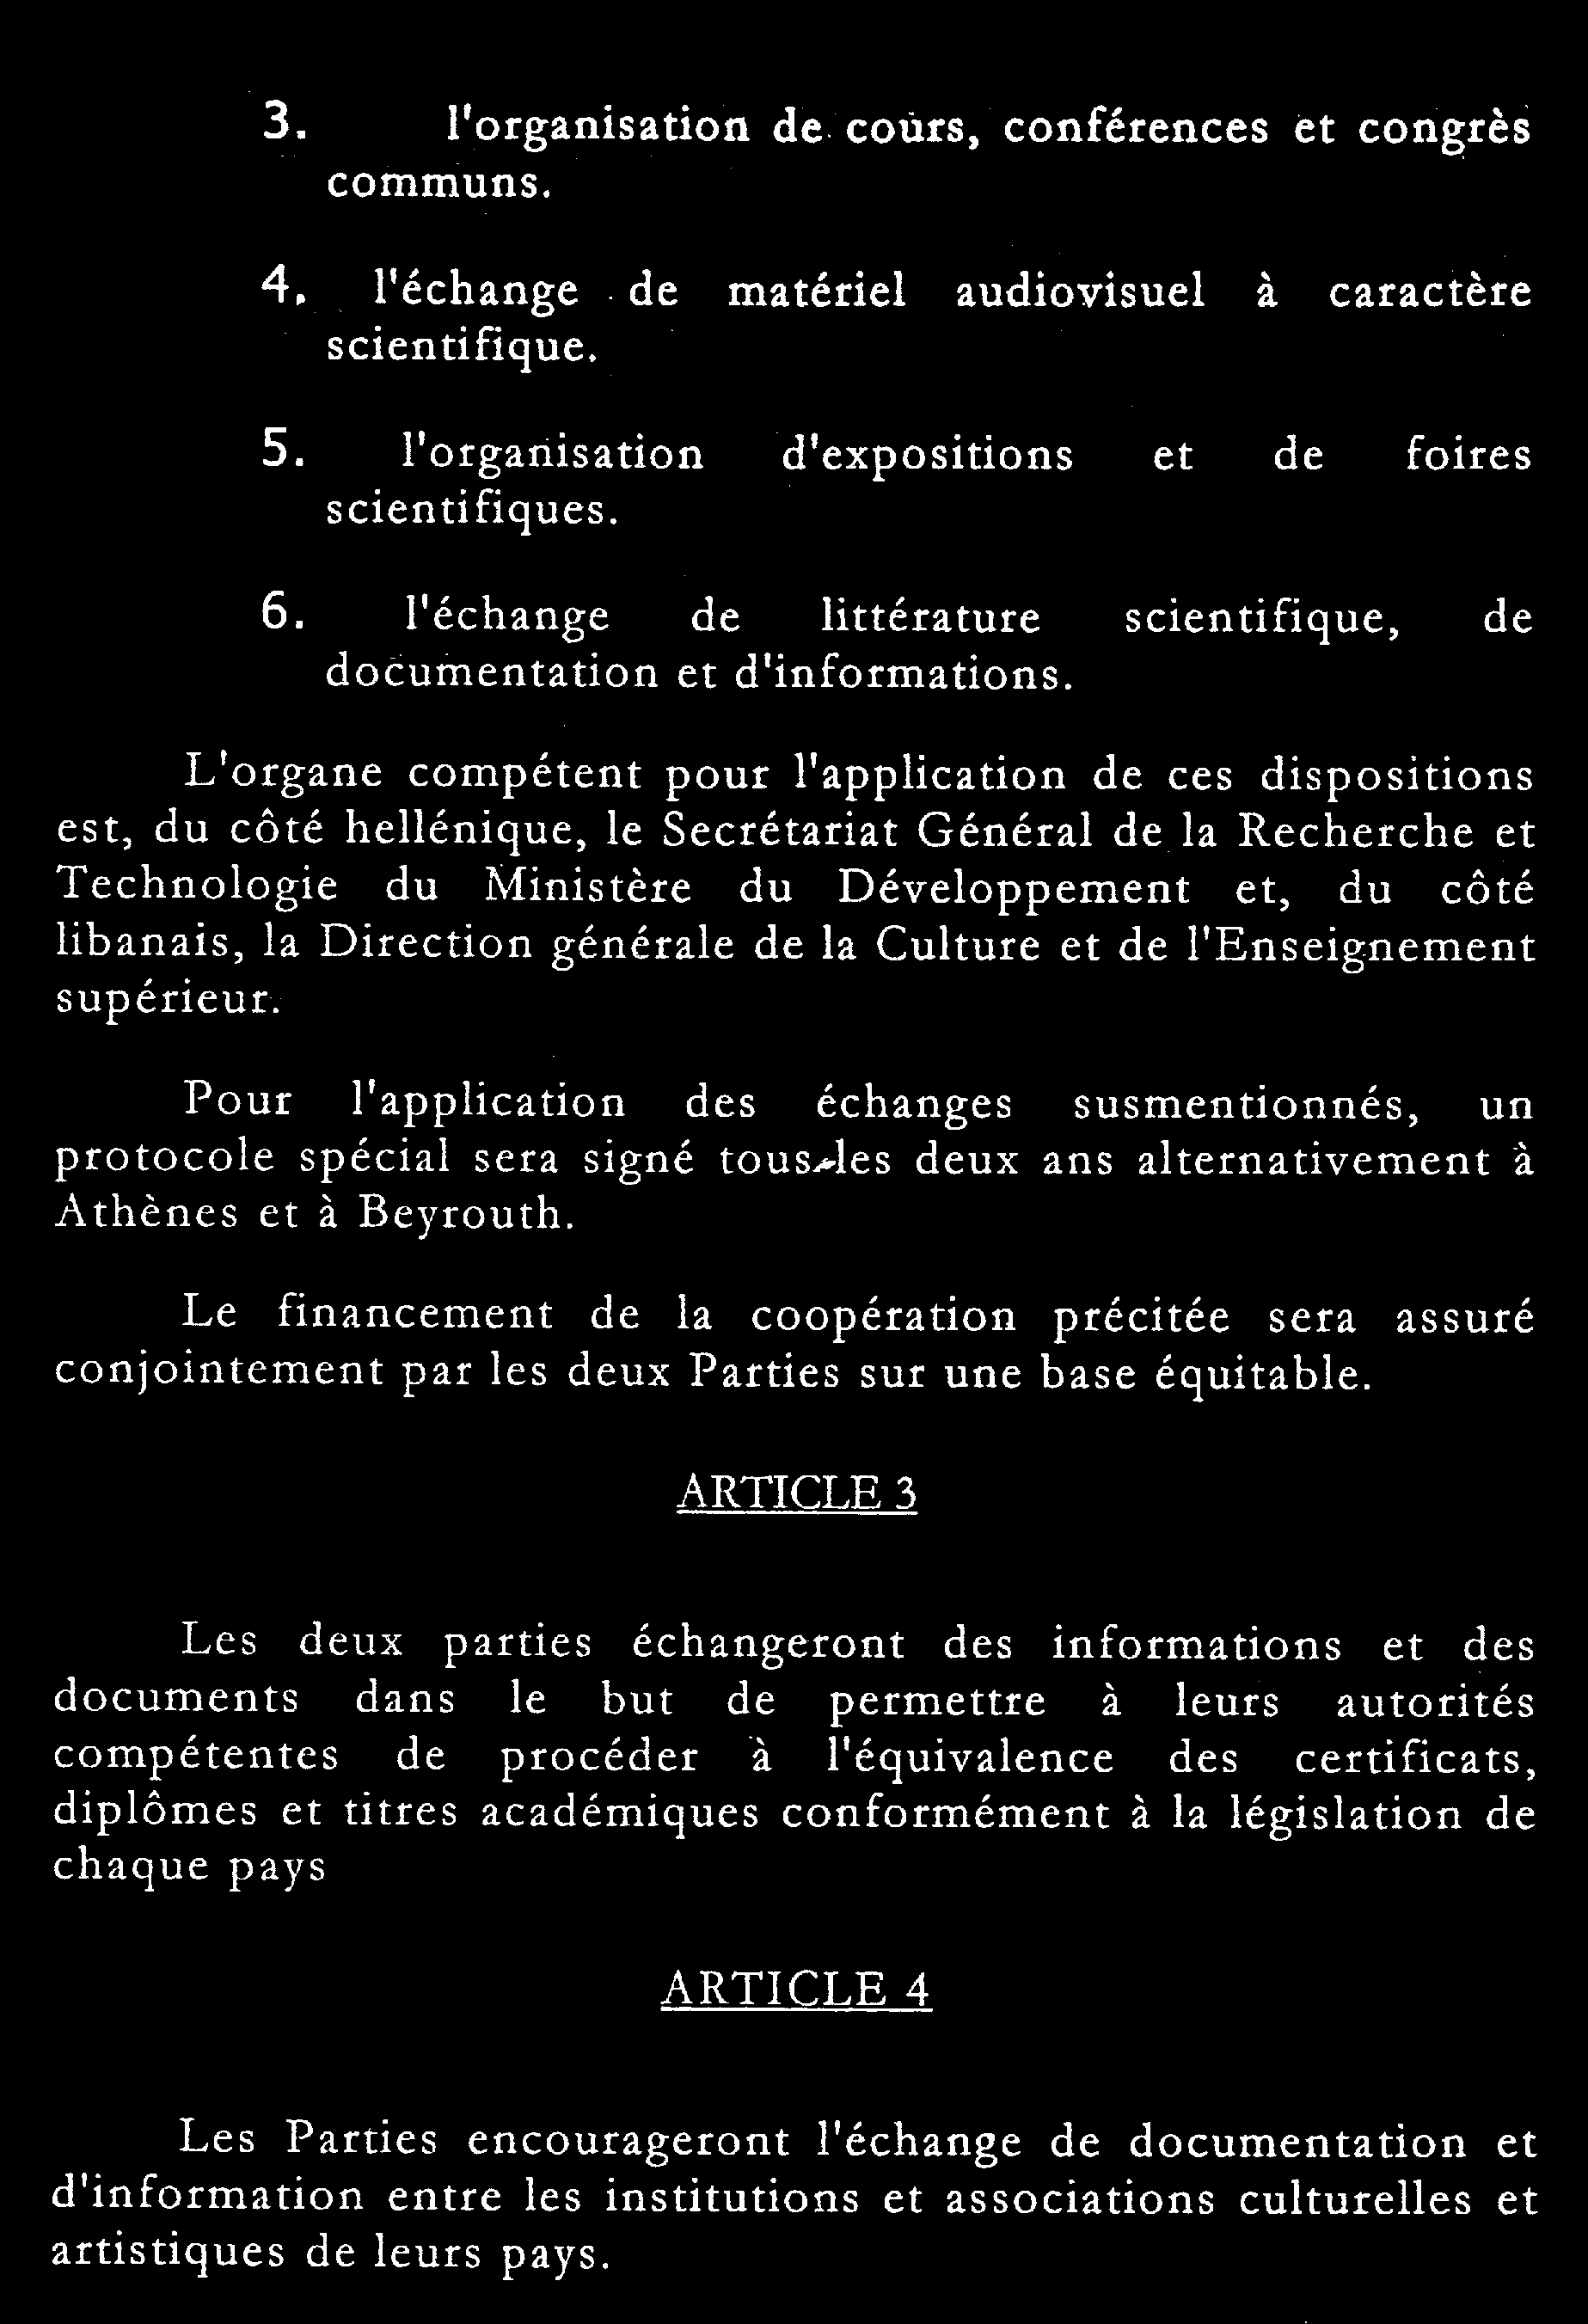 3. l'organisation de cours, conférences et congrès
communs.
4. l'échange de matériel audiovisuel à caractère
scientifique.
5. l'organisation d'expositions et de foires
scientifiques.
6. l'échange de littérature scientifique, de
documentation et d'informations.
L'organe compétent pour l'application de ces dispositions
est, du côté hellénique, le Secrétariat Général de la Recherche et
Technologie du Ministère du Développement et, du côté
libanais, la Direction générale de la Culture et de l'Enseignement
supérieur.
Pour l'application des échanges susmentionnés, un
protocole spécial sera signé tous les deux ans alternativement à
Athènes et à Beyrouth.
Le financement de la coopération précitée sera assuré
conjointement par les deux Parties sur une base équitable.
ARTICLE 3
Les deux parties échangeront des informations et des
documents dans le but de permettre à leurs autorités
compétentes de procéder à l'équivalence des certificats,
diplômes et titres académiques conformément à la législation de
chaque pays
ARTICLE 4
Les Parties encourageront l'échange de documentation et
d'information entre les institutions et associations culturelles et
artistiques de leurs pays.